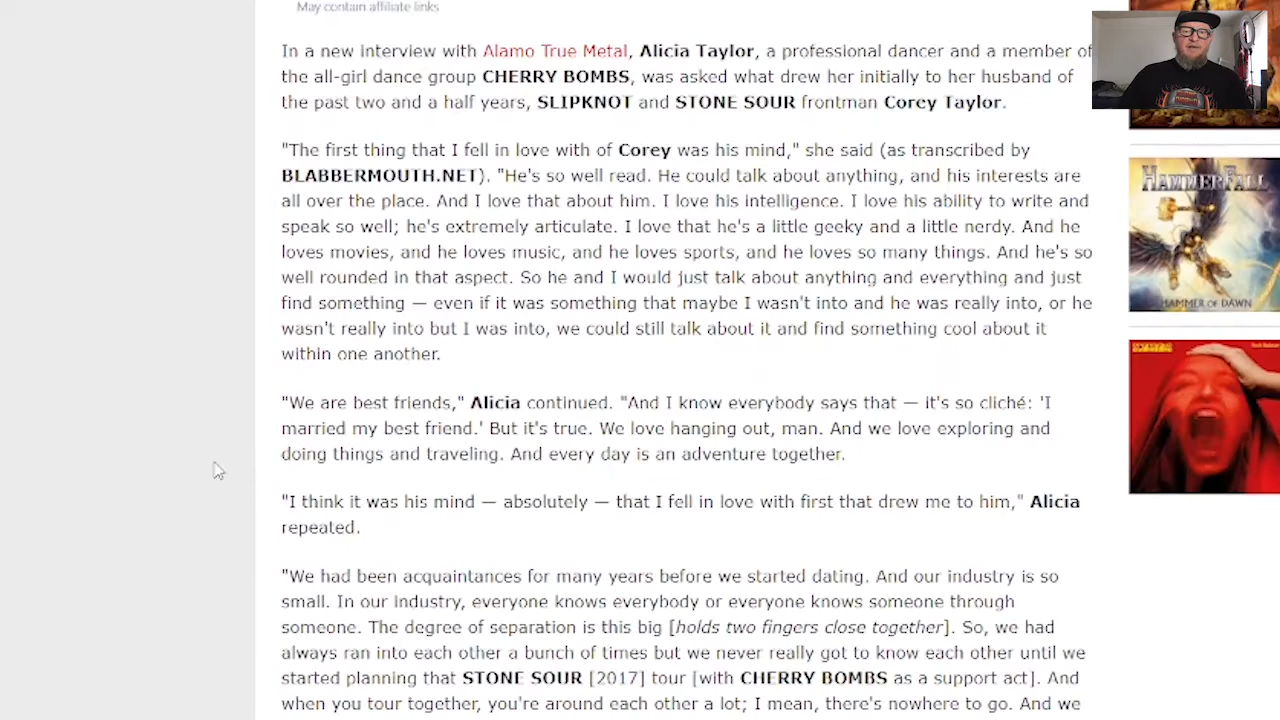 May contain affiliate links
In a new interview with Alamo True Metal, Alicia Taylor, a professional dancer and a member of
the all-girl dance group CHERRY BOMBS, was asked what drew her initially to her husband of
the past two and a half years, SLIPKNOT and STONE SOUR frontman Corey Taylor.
"The first thing that I fell in love with of Corey was his mind," she said (as transcribed by
BLABBERMOUTH.NET). "He's so well read. He could talk about anything, and his interests are
all over the place. And I love that about him. I love his intelligence. I love his ability to write and
speak so well; he's extremely articulate. I love that he's a little geeky and a little nerdy. And he
loves movies, and he loves music, and he loves sports, and he loves so many things. And he's so
well rounded in that aspect. So he and I would just talk about anything and everything and just
find something — even if it was something that maybe I wasn't into and he was really into, or he
wasn't really into but I was into, we could still talk about it and find something cool about it
within one another.
"We are best friends," Alicia continued. "And I know everybody says that — it's so cliché: 'I
married my best friend.' But it's true. We love hanging out, man. And we love exploring and
doing things and traveling. And every day is an adventure together.
"I think it was his mind — absolutely — that I fell in love with first that drew me to him," Alicia
repeated.
"We had been acquaintances for many years before we started dating. And our industry is so
small. In our industry, everyone knows everybody or everyone knows someone through
someone. The degree of separation is this big [holds two fingers close together]. So, we had
always ran into each other a bunch of times but we never really got to know each other until we
started planning that STONE SOUR [2017] tour [with CHERRY BOMBS as a support act]. And
when you tour together, you're around each other a lot; I mean, there's nowhere to go. And we
HAMMERFALL
HAMMER OF DAWN